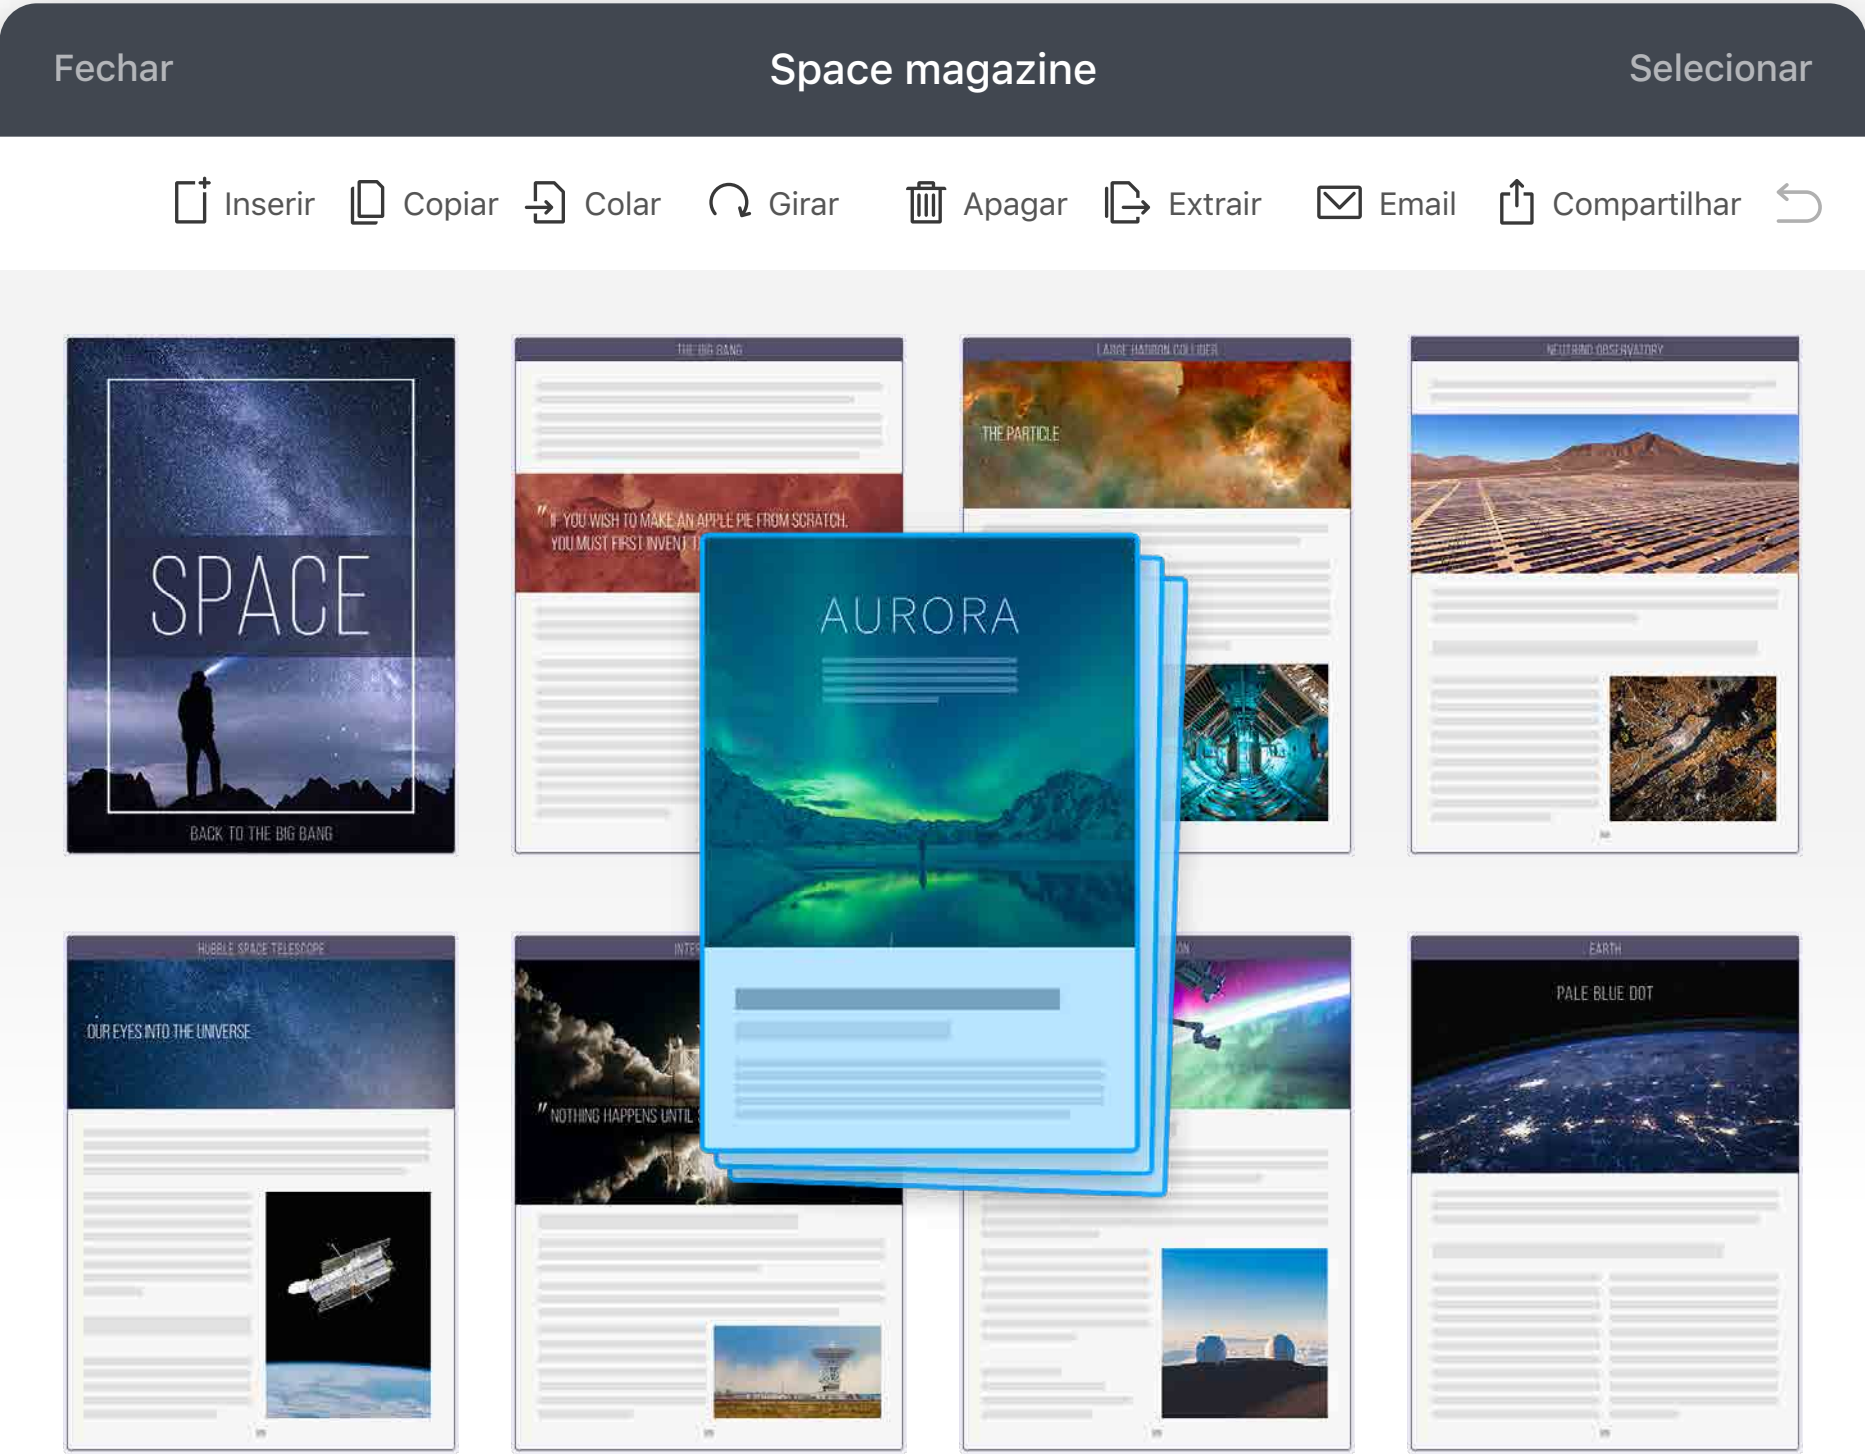 Fechar
Space magazine
Selecionar
Inserir
Copiar
Colar
Girar
Apagar
Extrair
Email
Compartilhar
SPACE
BACK TO THE BIG BANG
THE BIG BANG
" IF YOU WISH TO MAKE AN APPLE PIE FROM SCRATCH,
YOU MUST FIRST INVENT
LARGE HADRON COLLIDER
THE PARTICLE
NEUTRINO OBSERVATORY
AURORA
HUBBLE SPACE TELESCOPE
OUR EYES INTO THE UNIVERSE
" NOTHING HAPPENS UNTIL
EARTH
PALE BLUE DOT